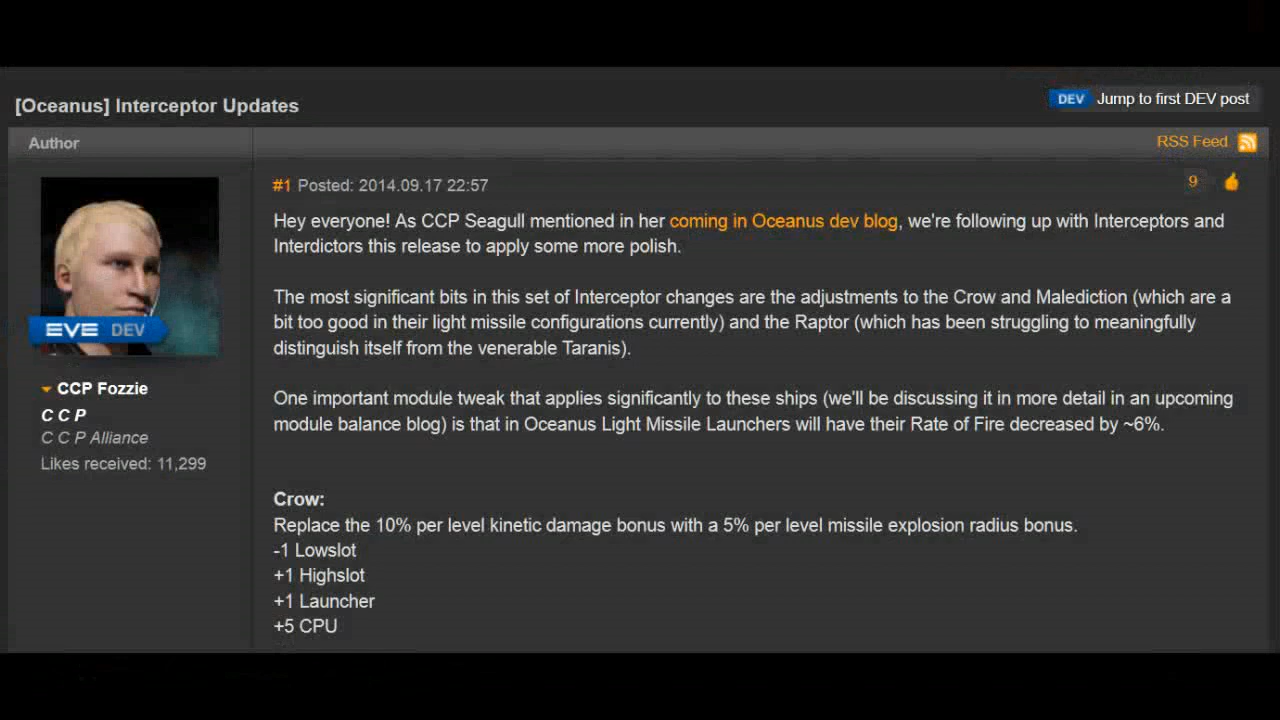 [Oceanus] Interceptor Updates
DEV Jump to first DEV post
Author
RSS Feed
#1 Posted: 2014.09.17 22:57
9
Hey everyone! As CCP Seagull mentioned in her coming in Oceanus dev blog, we're following up with Interceptors and
Interdictors this release to apply some more polish.
The most significant bits in this set of Interceptor changes are the adjustments to the Crow and Malediction (which are a
bit too good in their light missile configurations currently) and the Raptor (which has been struggling to meaningfully
distinguish itself from the venerable Taranis).
One important module tweak that applies significantly to these ships (we'll be discussing it in more detail in an upcoming
module balance blog) is that in Oceanus Light Missile Launchers will have their Rate of Fire decreased by ~6%.
Crow:
Replace the 10% per level kinetic damage bonus with a 5% per level missile explosion radius bonus.
-1 Lowslot
+1 Highslot
+1 Launcher
+5 CPU
EVE DEV
CCP Fozzie
C C P
C C P Alliance
Likes received: 11,299